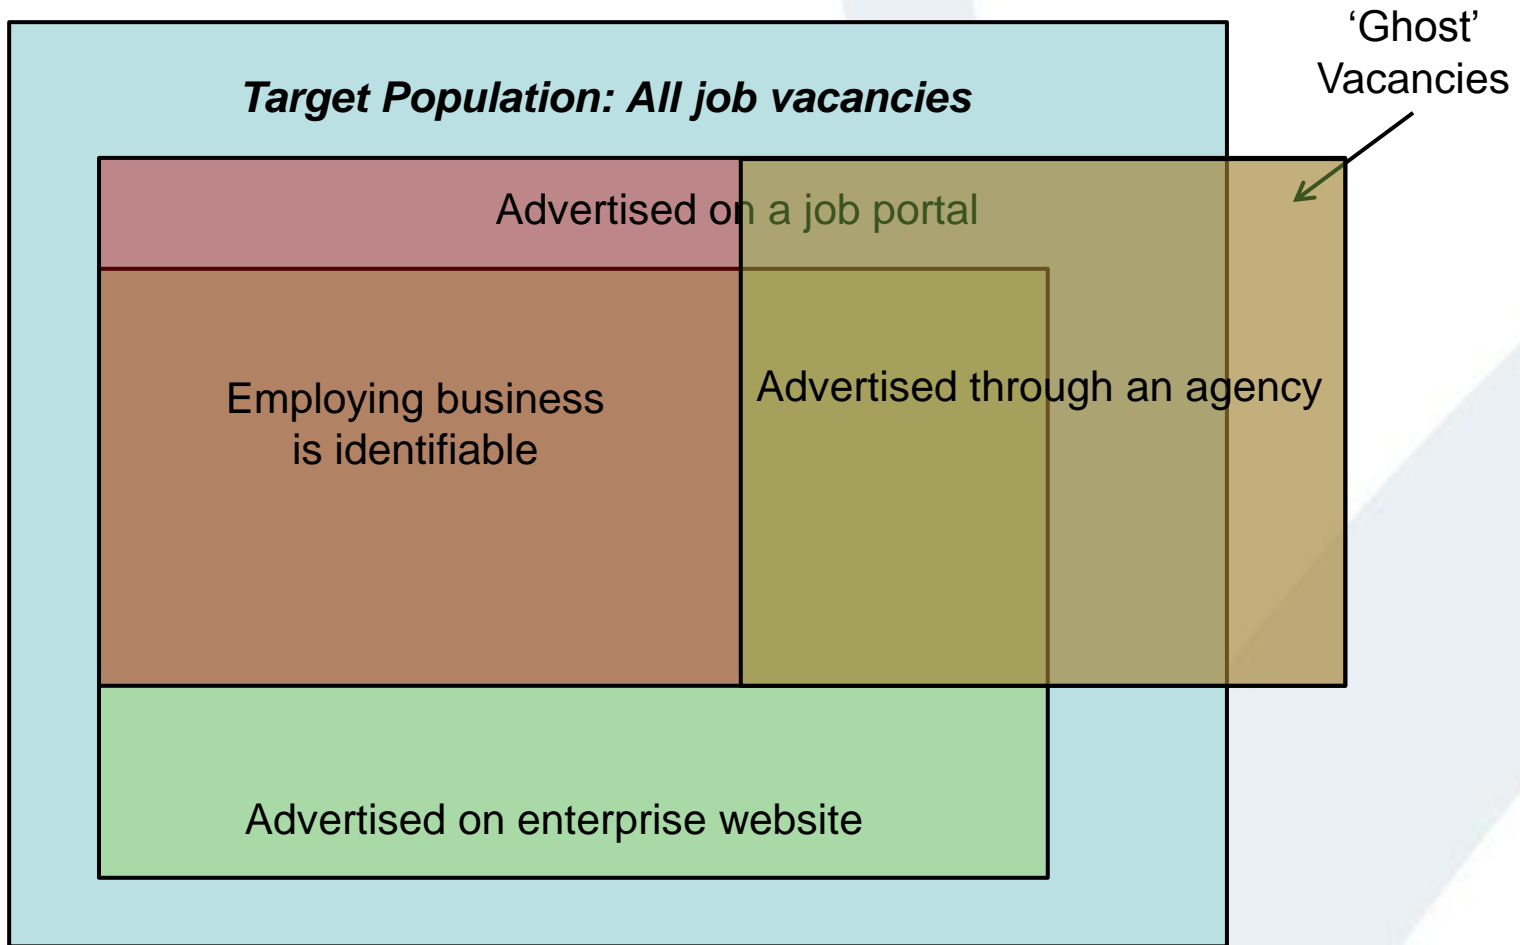 ‘Ghost’
Vacancies
Target Population: All job vacancies
Advertised on a job portal
Employing business
is identifiable
Advertised through an agency
Advertised on enterprise website